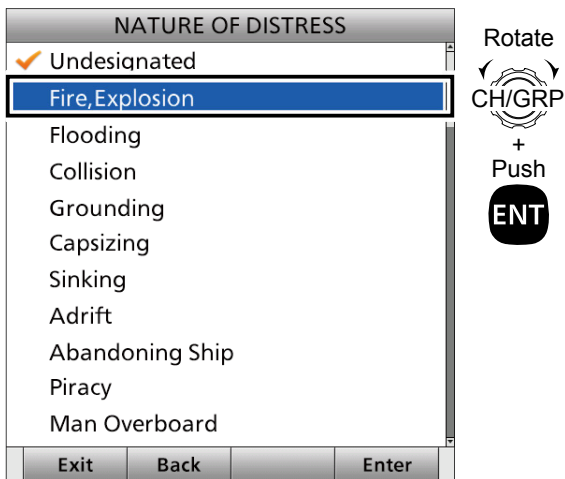 NATURE OF DISTRESS
Undesignated
Fire,Explosion
Flooding
Collision
Grounding
Capsizing
Sinking
Adrift
Abandoning Ship
Piracy
Man Overboard
Exit Back Enter
Rotate
CH/GRP
+
Push
ENT